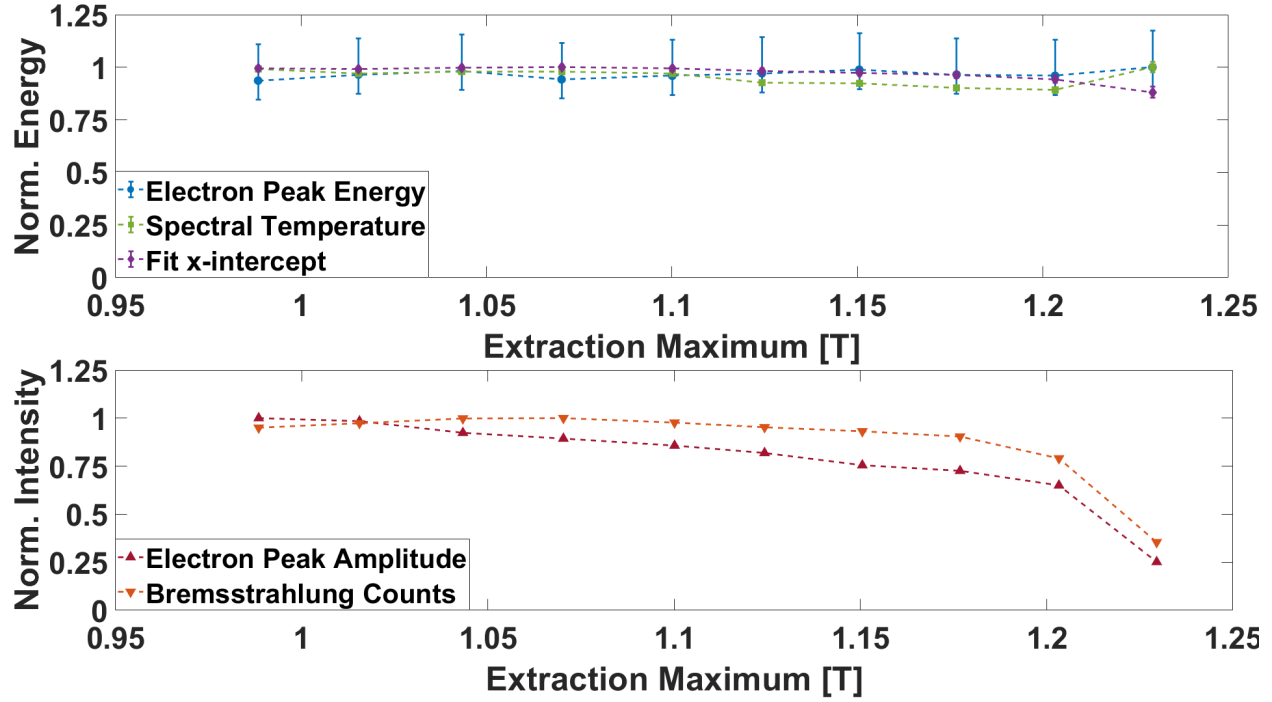 1.25
1
0.75
0.5
0.25
0
Norm. Energy
Electron Peak Energy
Spectral Temperature
Fit x-intercept
0.95 1 1.05 1.1 1.15 1.2 1.25
Extraction Maximum [T]
1.25
1
0.75
0.5
0.25
0
Norm. Intensity
Electron Peak Amplitude
Bremsstrahlung Counts
0.95 1 1.05 1.1 1.15 1.2 1.25
Extraction Maximum [T]